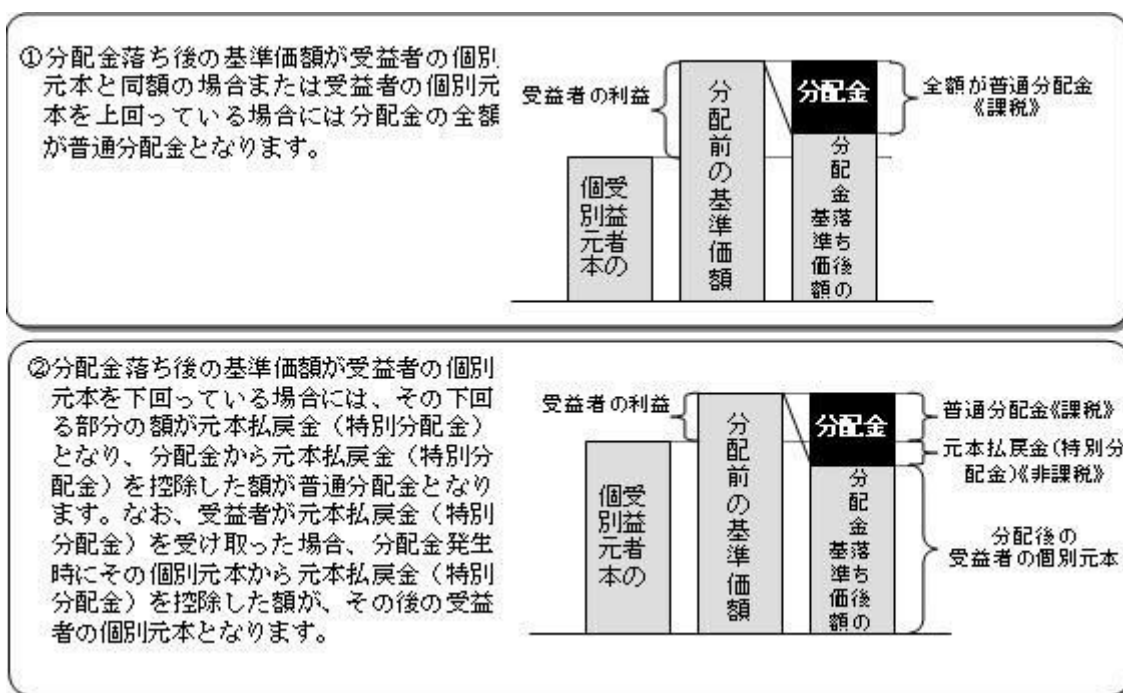 ①分配金落ち後の基準価額が受益者の個別
元本と同額の場合または受益者の個別元
本を上回っている場合には分配金の全額
が普通分配金となります。
受益者の利益
受益者の
個別元本
分配前の基準価額
分配金
分配金落ち後の
基準価額
全額が普通分配金
《課税》
②分配金落ち後の基準価額が受益者の個別
元本を下回っている場合には、その下回
る部分の額が元本払戻金（特別分配金）
となり、分配金から元本払戻金（特別分
配金）を控除した額が普通分配金となり
ます。なお、受益者が元本払戻金（特別
分配金）を受け取った場合、分配金発生
時にその個別元本から元本払戻金（特別
分配金）を控除した額が、その後の受益
者の個別元本となります。
受益者の利益
受益者の
個別元本
分配前の基準価額
分配金
分配金落ち後の
基準価額
普通分配金《課税》
元本払戻金(特別分
配金)《非課税》
分配後の
受益者の個別元本